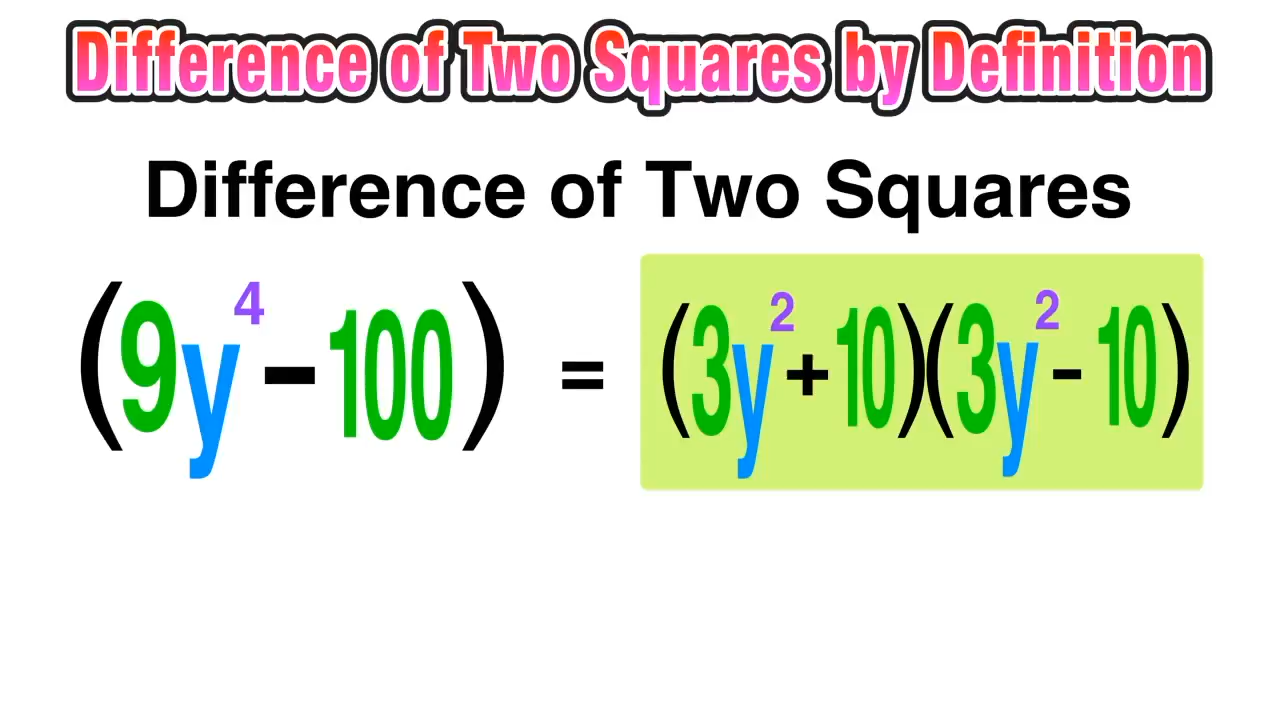 Difference of Two Squares by Definition
Difference of Two Squares
(9y⁴ − 100) = (3y² + 10)(3y² − 10)